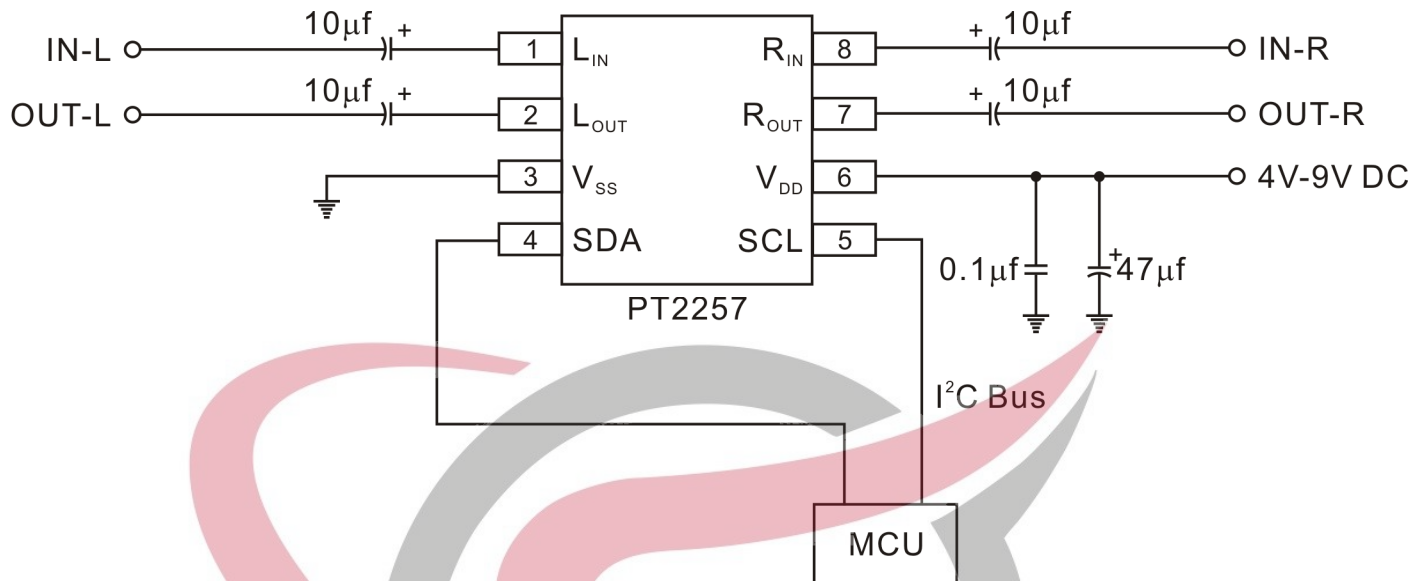 10μf +
IN-L
1
L_IN
R_IN
8
+ 10μf
IN-R
10μf +
OUT-L
2
L_OUT
R_OUT
7
+ 10μf
OUT-R
3
V_SS
V_DD
6
4V-9V DC
4
SDA
SCL
5
0.1μf
+
47μf
PT2257
I²C Bus
MCU